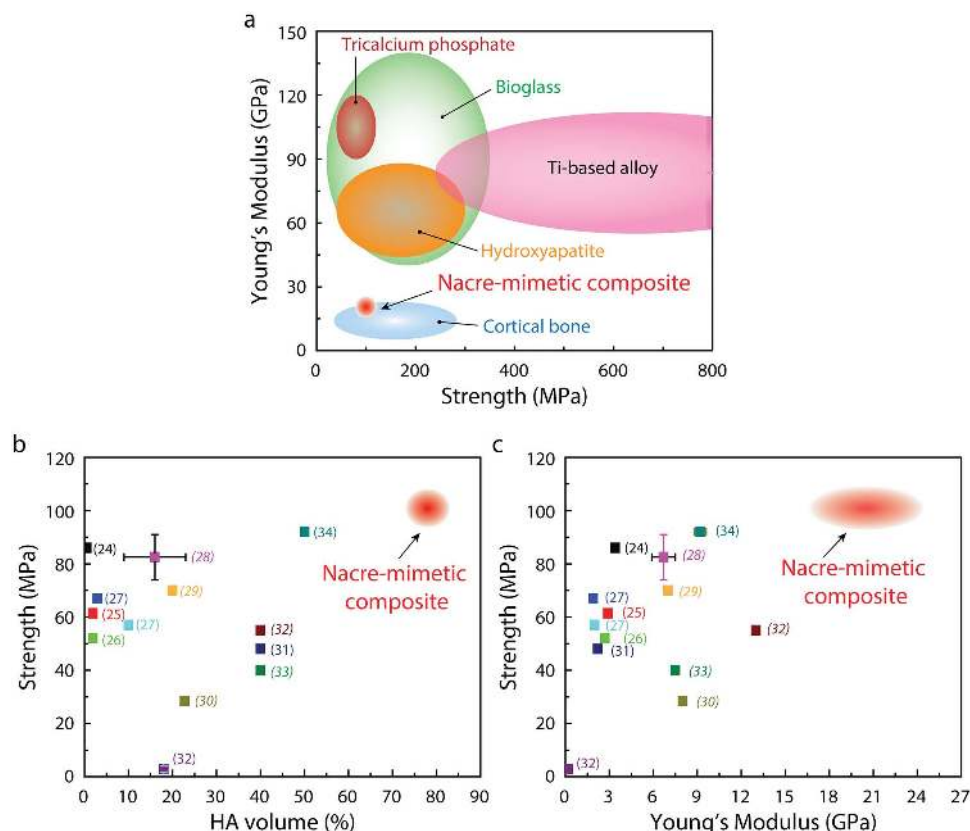 a
150
120
90
60
30
0
Young's Modulus (GPa)
Tricalcium phosphate
Bioglass
Ti-based alloy
Hydroxyapatite
Nacre-mimetic composite
Cortical bone
0 200 400 600 800
Strength (MPa)
b
120
100
80
60
40
20
0
Strength (MPa)
(24)
(28)
(34)
Nacre-mimetic
composite
(27)
(29)
(25)
(27)
(26)
(32)
(31)
(33)
(30)
(32)
0 10 20 30 40 50 60 70 80 90
HA volume (%)
c
120
100
80
60
40
20
0
Strength (MPa)
(34)
(24)
(28)
Nacre-mimetic
composite
(27)
(29)
(25)
(27)
(26)
(32)
(31)
(33)
(30)
(32)
0 3 6 9 12 15 18 21 24 27
Young's Modulus (GPa)